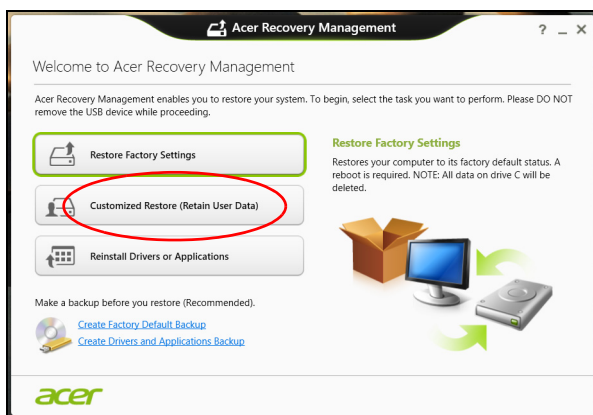 Acer Recovery Management
? _ X
Welcome to Acer Recovery Management
Acer Recovery Management enables you to restore your system. To begin, select the task you want to perform. Please DO NOT
remove the USB device while proceeding.
Restore Factory Settings
Customized Restore (Retain User Data)
Reinstall Drivers or Applications
Restore Factory Settings
Restores your computer to its factory default status. A
reboot is required. NOTE: All data on drive C will be
deleted.
Make a backup before you restore (Recommended).
Create Factory Default Backup
Create Drivers and Applications Backup
acer